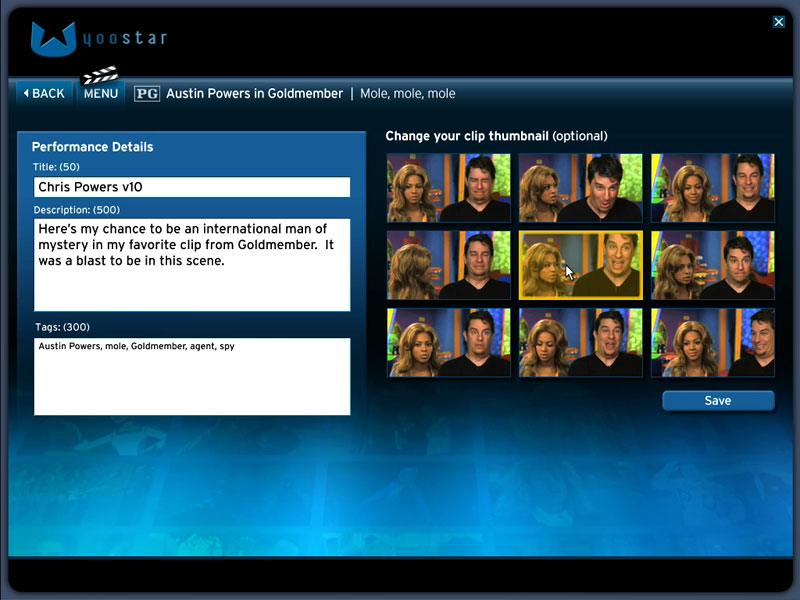 yoostar
BACK
MENU
PG Austin Powers in Goldmember | Mole, mole, mole
Performance Details
Title: (50)
Chris Powers v10
Description: (500)
Here's my chance to be an international man of
mystery in my favorite clip from Goldmember.  It
was a blast to be in this scene.
Tags: (300)
Austin Powers, mole, Goldmember, agent, spy
Change your clip thumbnail (optional)
Save